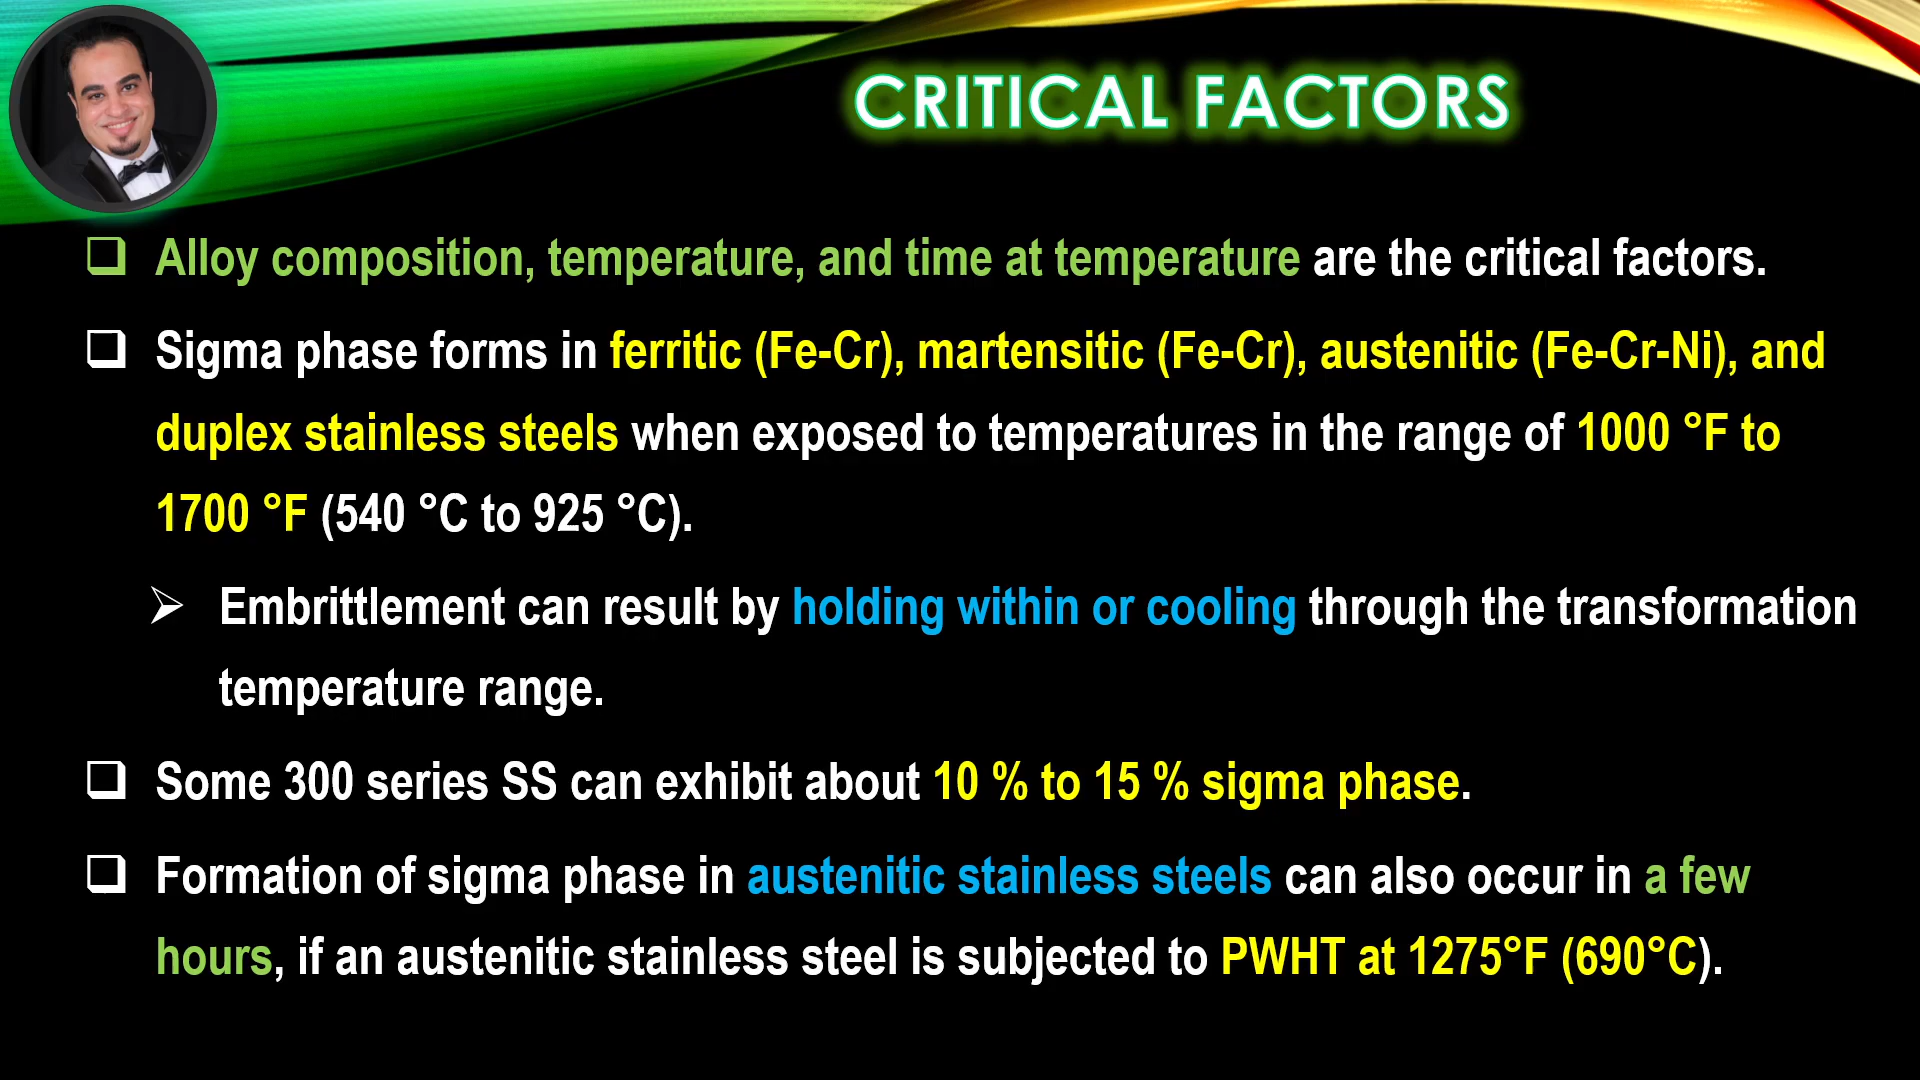 CRITICAL FACTORS
Alloy composition, temperature, and time at temperature are the critical factors.
Sigma phase forms in ferritic (Fe-Cr), martensitic (Fe-Cr), austenitic (Fe-Cr-Ni), and
duplex stainless steels when exposed to temperatures in the range of 1000 °F to
1700 °F (540 °C to 925 °C).
Embrittlement can result by holding within or cooling through the transformation
temperature range.
Some 300 series SS can exhibit about 10 % to 15 % sigma phase.
Formation of sigma phase in austenitic stainless steels can also occur in a few
hours, if an austenitic stainless steel is subjected to PWHT at 1275°F (690°C).